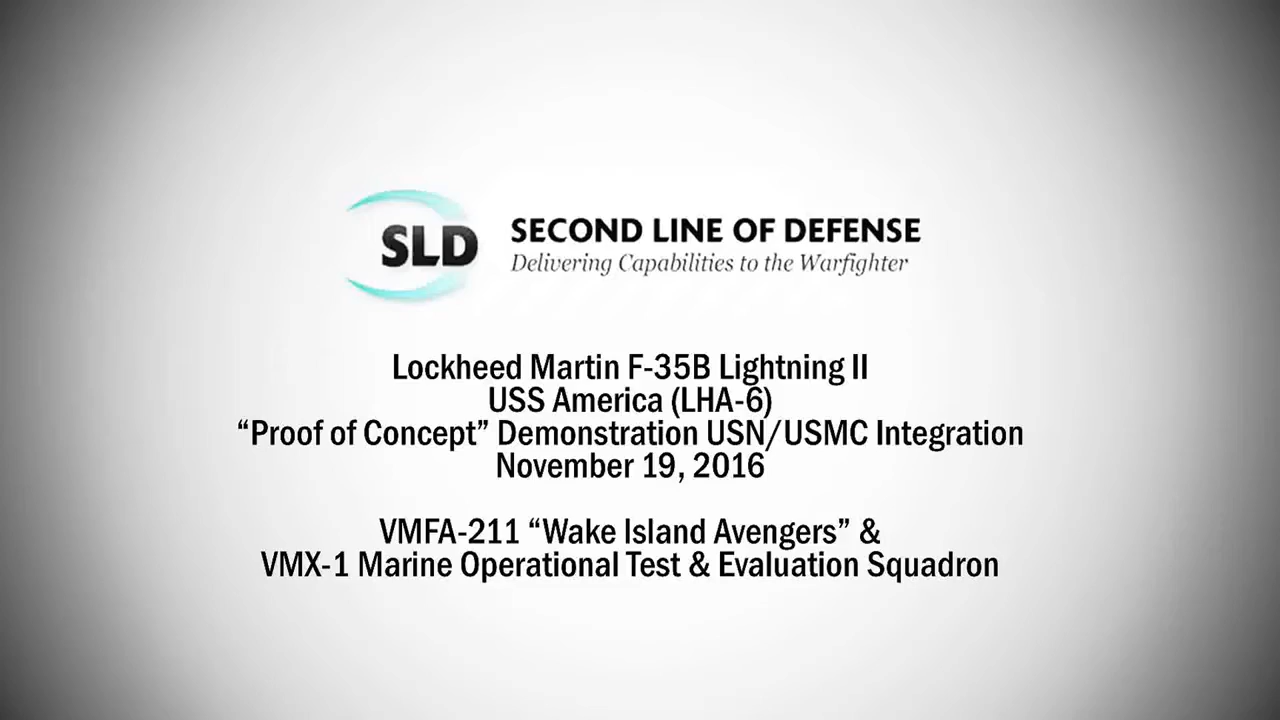 SLD
SECOND LINE OF DEFENSE
Delivering Capabilities to the Warfighter
Lockheed Martin F-35B Lightning II
USS America (LHA-6)
“Proof of Concept” Demonstration USN/USMC Integration
November 19, 2016
VMFA-211 “Wake Island Avengers” &
VMX-1 Marine Operational Test & Evaluation Squadron